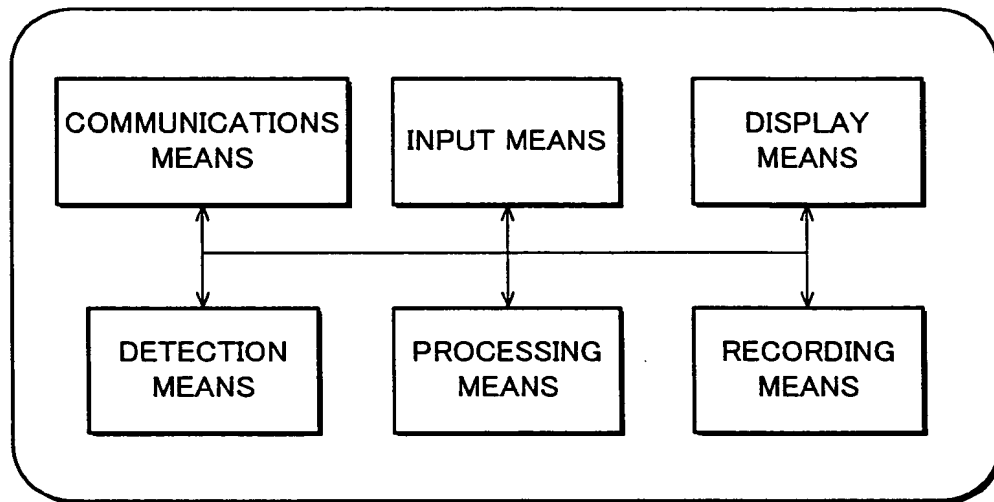 COMMUNICATIONS
MEANS
INPUT MEANS
DISPLAY
MEANS
DETECTION
MEANS
PROCESSING
MEANS
RECORDING
MEANS